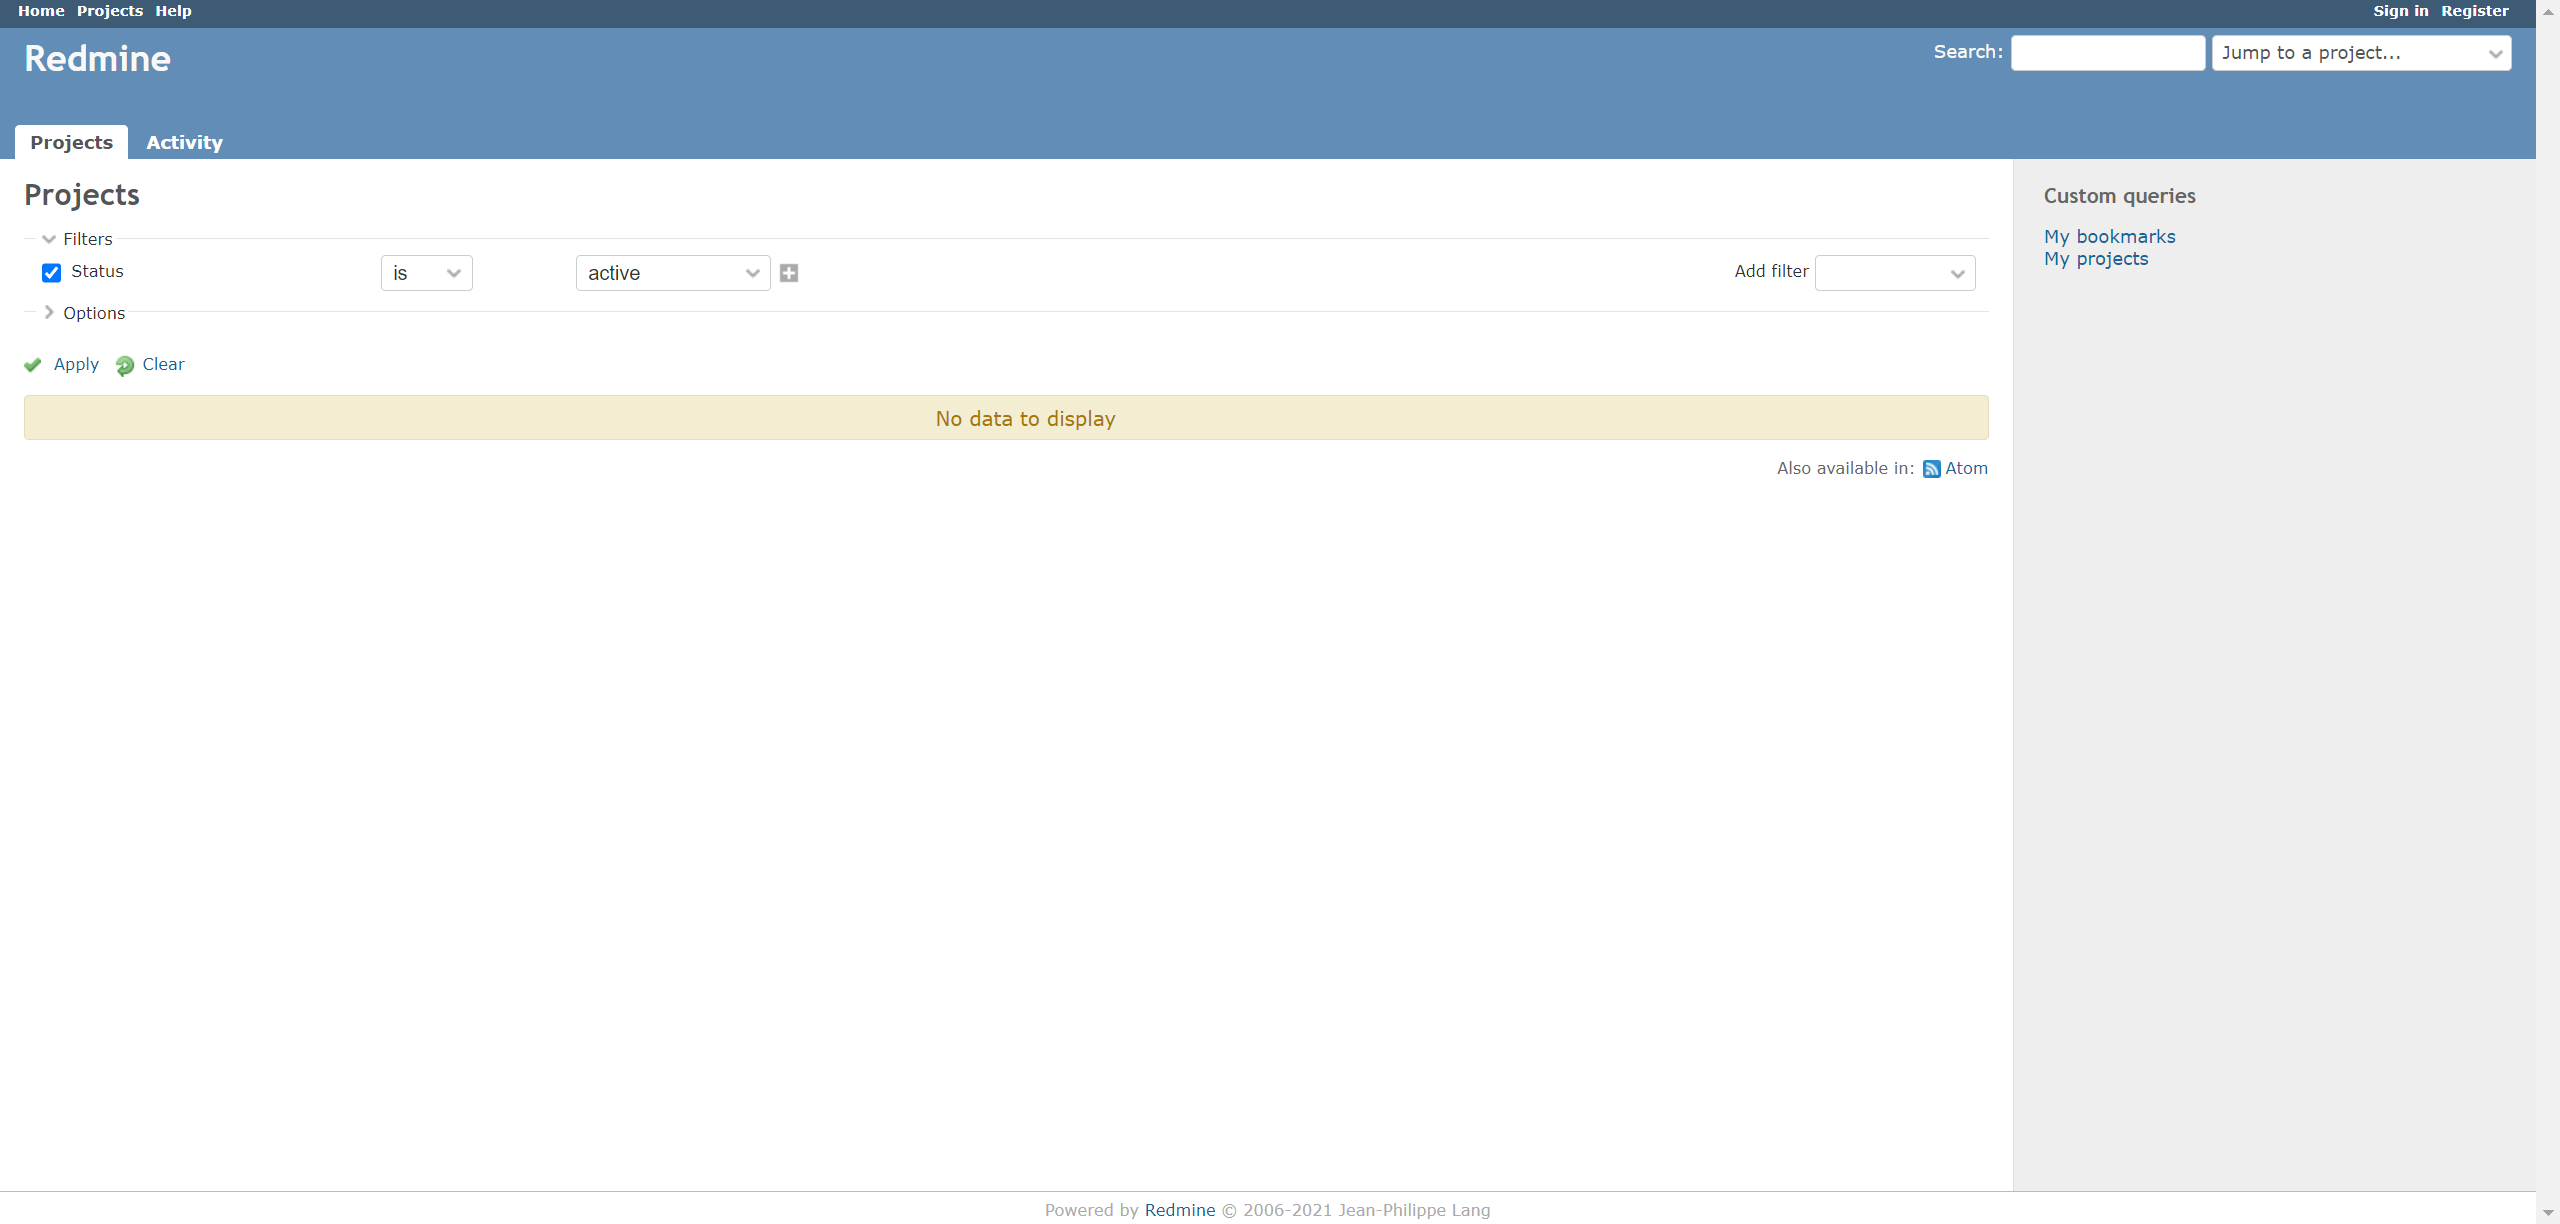 Home Projects Help
Sign in Register
Redmine
Search:
Jump to a project...
Projects
Activity
Projects
Filters
Status
is
active
Add filter
Options
Apply
Clear
No data to display
Also available in: Atom
Custom queries
My bookmarks
My projects
Powered by Redmine © 2006-2021 Jean-Philippe Lang